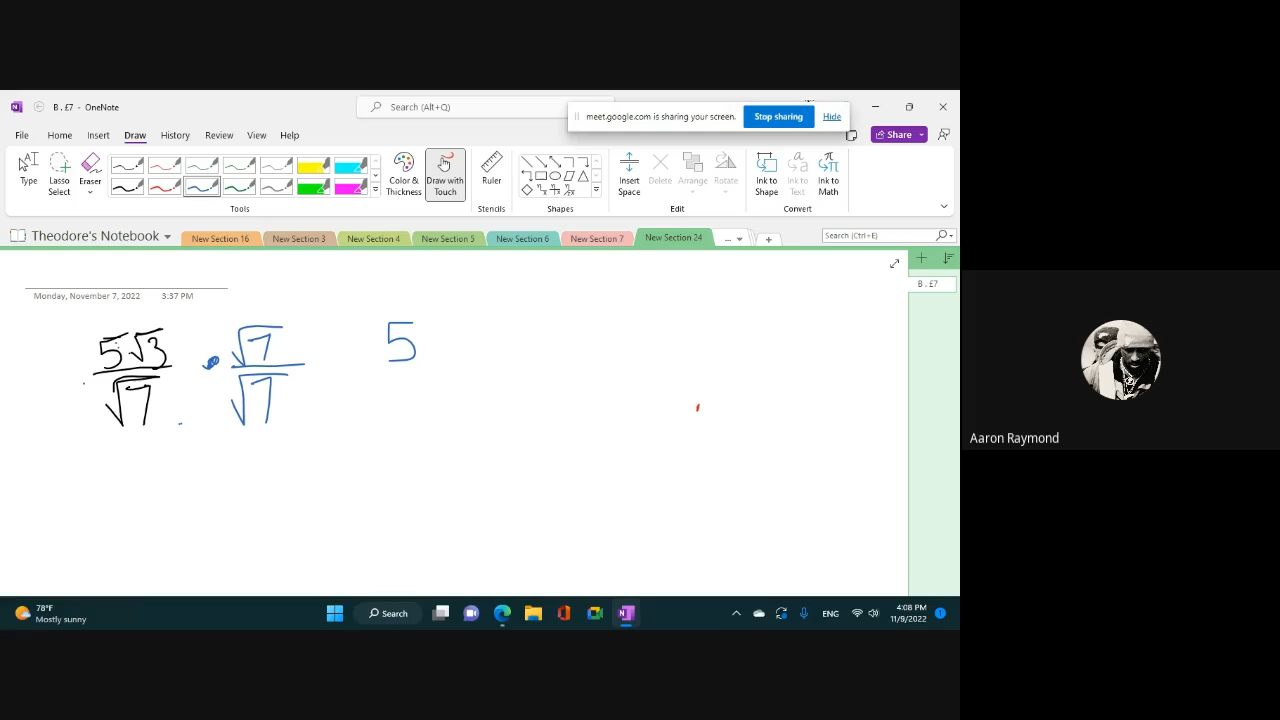 B . £7 - OneNote
Search (Alt+Q)
meet.google.com is sharing your screen.
Stop sharing
Hide
File Home Insert Draw History Review View Help
Share
Type
Lasso Select
Eraser
Color & Thickness
Draw with Touch
Ruler
Insert Space
Delete
Arrange
Rotate
Ink to Shape
Ink to Text
Ink to Math
Tools
Stencils
Shapes
Edit
Convert
Theodore's Notebook
New Section 16
New Section 3
New Section 4
New Section 5
New Section 6
New Section 7
New Section 24
...
Search (Ctrl+E)
B . £7
Monday, November 7, 2022 3:37 PM
5√3 √7 5
√7 √7
Aaron Raymond
78°F
Mostly sunny
Search
ENG
4:08 PM
11/9/2022
1